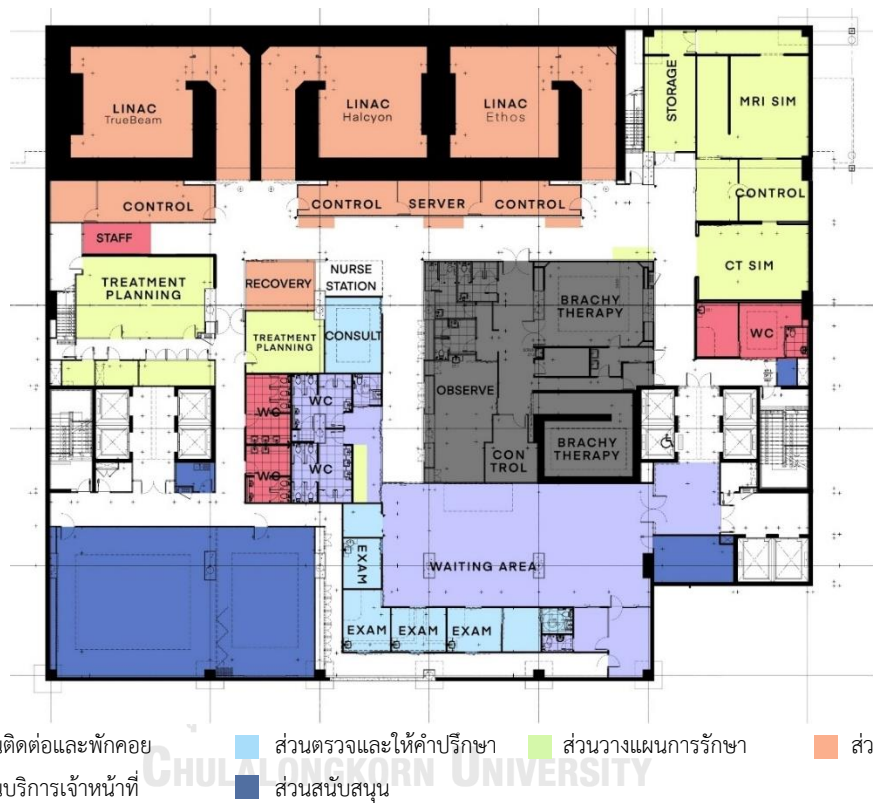 LINAC
TrueBeam
LINAC
Halcyon
LINAC
Ethos
STORAGE
MRI SIM
CONTROL
CONTROL
SERVER
CONTROL
CONTROL
STAFF
CT SIM
TREATMENT
PLANNING
RECOVERY
NURSE
STATION
BRACHY
THERAPY
TREATMENT
PLANNING
CONSULT
WC
OBSERVE
WC
WC
BRACHY
THERAPY
CON
TROL
WC
WC
EXAM
WAITING AREA
EXAM
EXAM
EXAM
นติดต่อและพักคอย
ส่วนตรวจและให้คำปรึกษา
ส่วนวางแผนการรักษา
ส่ว
นบริการเจ้าหน้าที่
ส่วนสนับสนุน
CHULALONGKORN UNIVERSITY